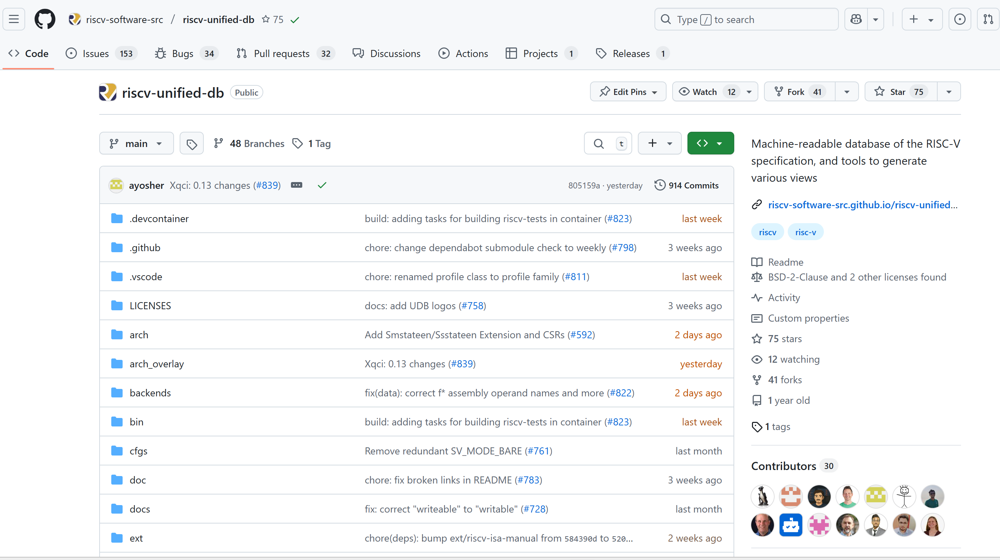 riscv-software-src / riscv-unified-db 75
Type / to search
Code Issues 153 Bugs 34 Pull requests 32 Discussions Actions Projects 1 Releases 1
riscv-unified-db Public
Edit Pins Watch 12 Fork 41 Star 75
main 48 Branches 1 Tag t
ayosher Xqci: 0.13 changes (#839) 805159a · yesterday 914 Commits
.devcontainer build: adding tasks for building riscv-tests in container (#823) last week
.github chore: change dependabot submodule check to weekly (#798) 3 weeks ago
.vscode chore: renamed profile class to profile family (#811) last week
LICENSES docs: add UDB logos (#758) 3 weeks ago
arch Add Smstateen/Ssstateen Extension and CSRs (#592) 2 days ago
arch_overlay Xqci: 0.13 changes (#839) yesterday
backends fix(data): correct f* assembly operand names and more (#822) 2 days ago
bin build: adding tasks for building riscv-tests in container (#823) last week
cfgs Remove redundant SV_MODE_BARE (#761) last month
doc chore: fix broken links in README (#783) 3 weeks ago
docs fix: correct "writeable" to "writable" (#728) last month
ext chore(deps): bump ext/riscv-isa-manual from 584390d to 520... 2 weeks ago
Machine-readable database of the RISC-V
specification, and tools to generate
various views
riscv-software-src.github.io/riscv-unified...
riscv risc-v
Readme
BSD-2-Clause and 2 other licenses found
Activity
Custom properties
75 stars
12 watching
41 forks
1 year old
1 tags
Contributors 30